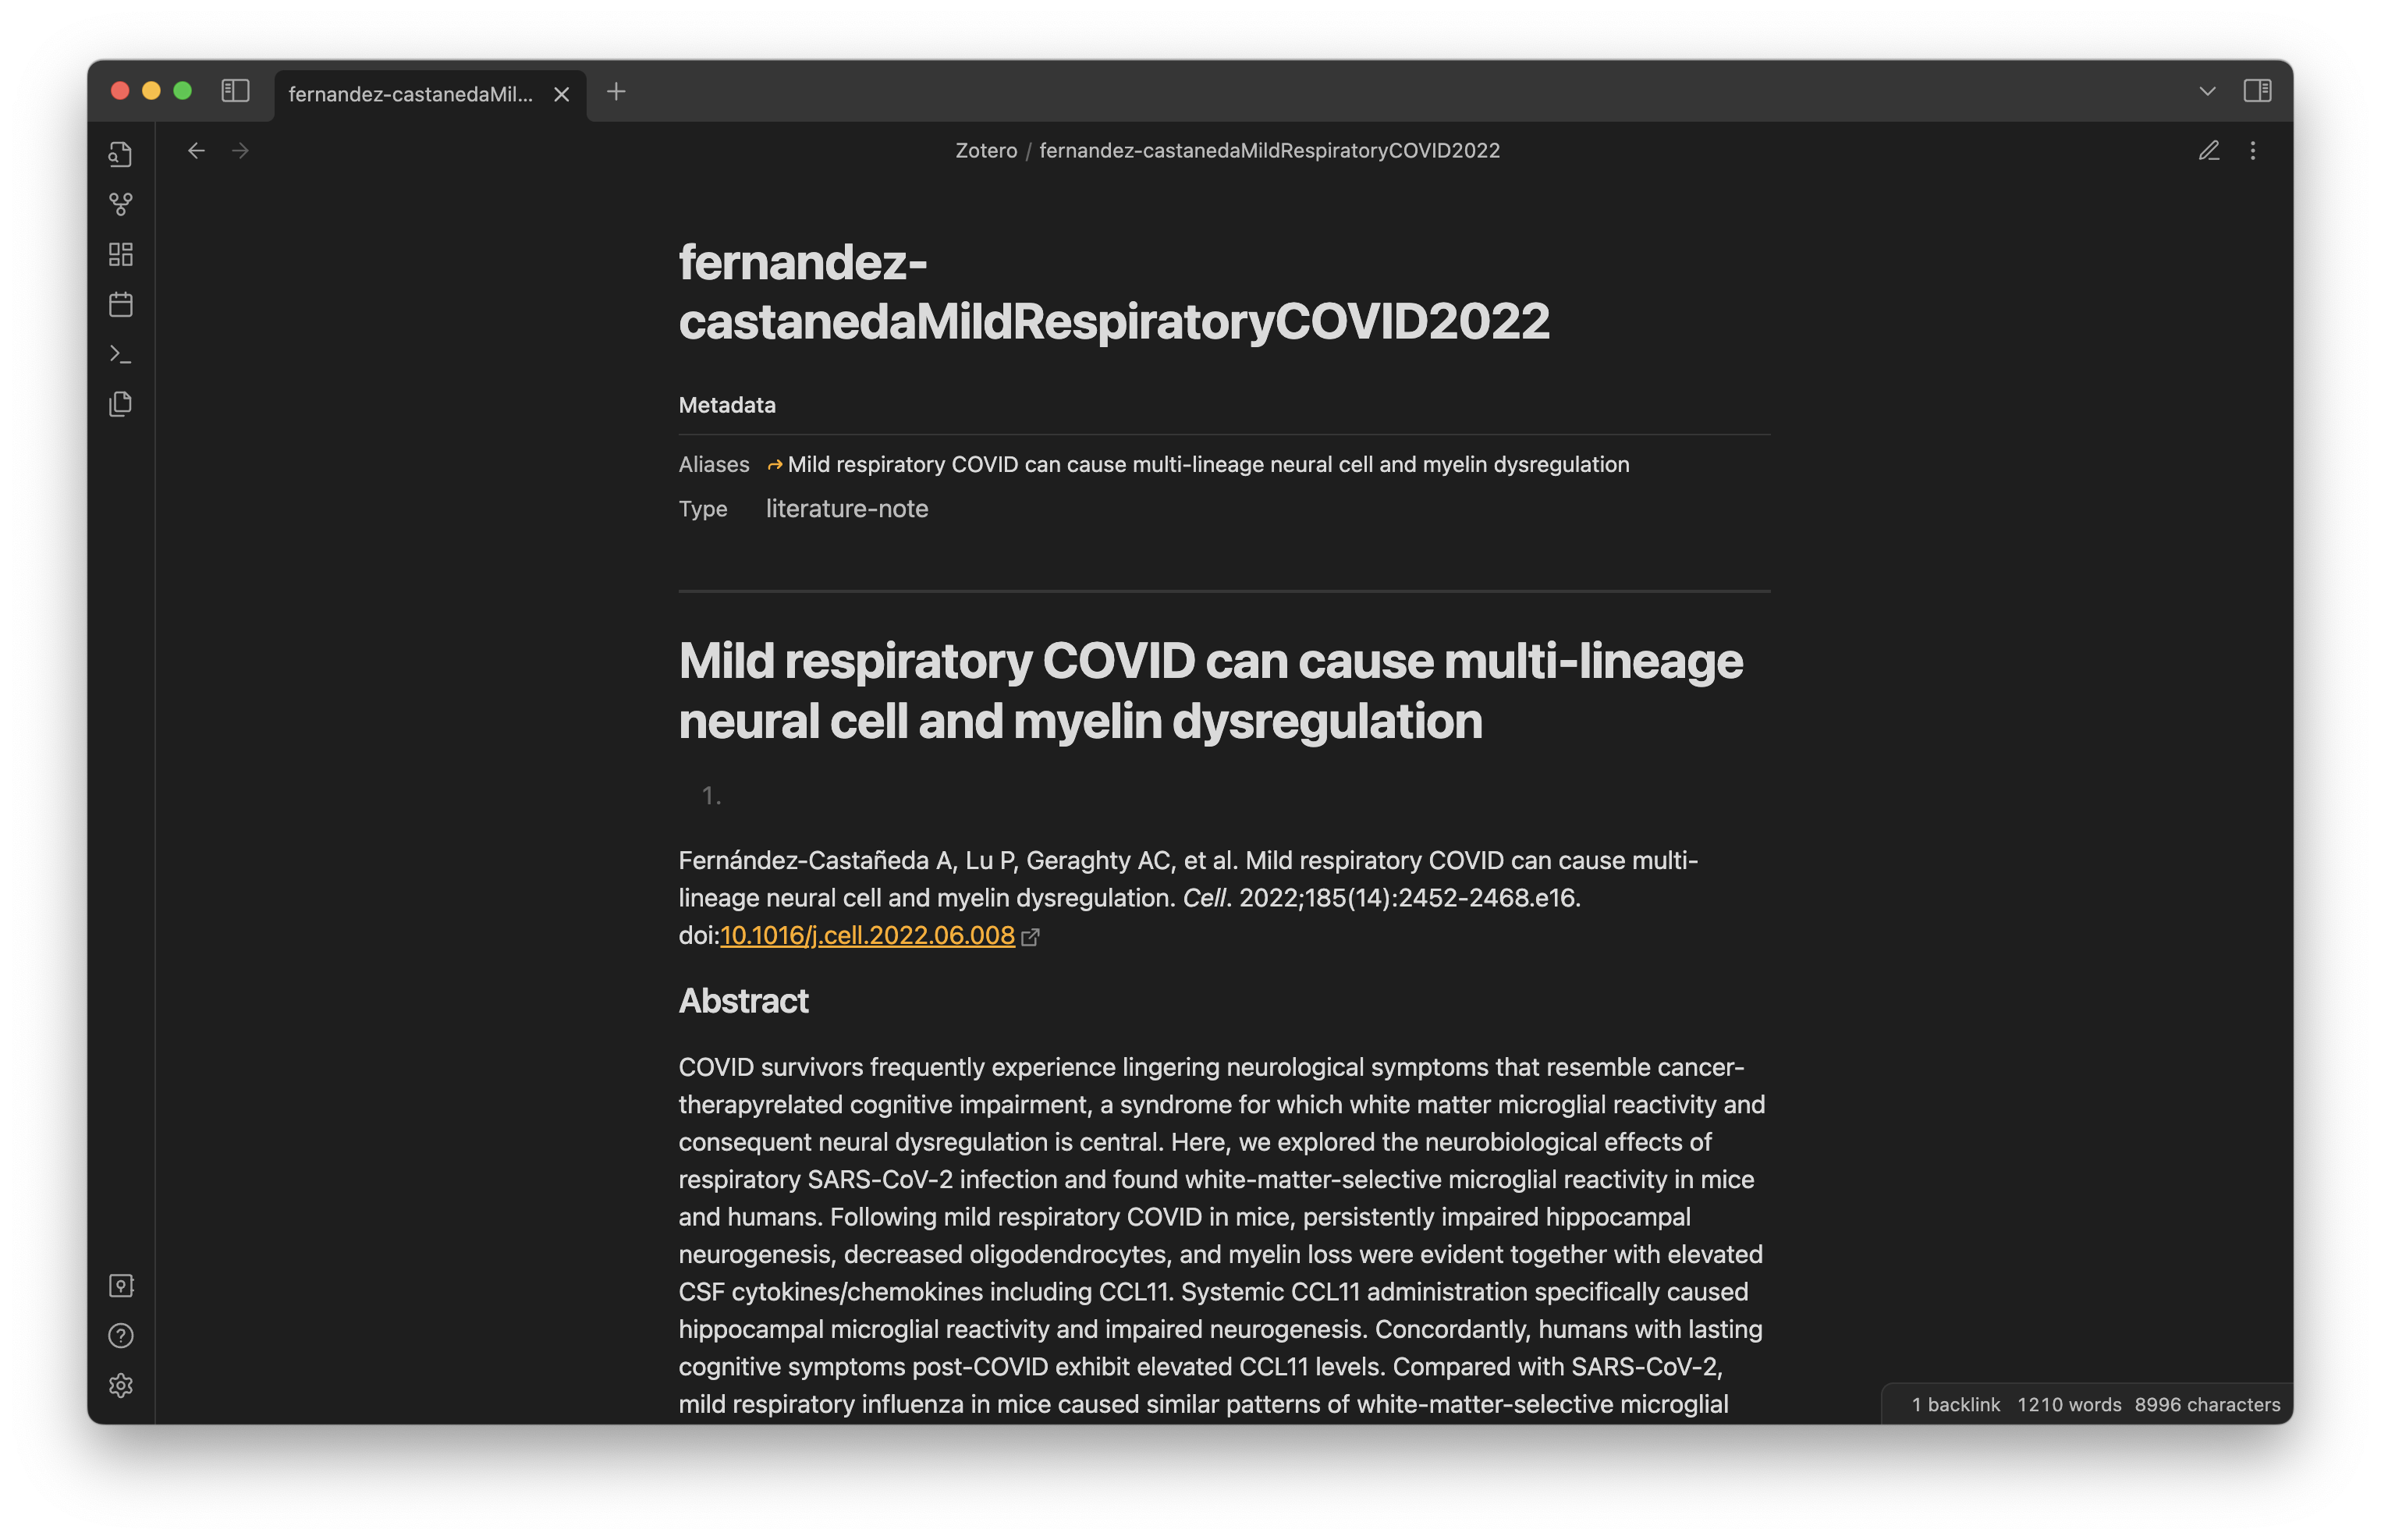 fernandez-castanedaMil...
Zotero / fernandez-castanedaMildRespiratoryCOVID2022
fernandez-
castanedaMildRespiratoryCOVID2022
Metadata
Aliases Mild respiratory COVID can cause multi-lineage neural cell and myelin dysregulation
Type literature-note
Mild respiratory COVID can cause multi-lineage
neural cell and myelin dysregulation
1.
Fernández-Castañeda A, Lu P, Geraghty AC, et al. Mild respiratory COVID can cause multi-
lineage neural cell and myelin dysregulation. Cell. 2022;185(14):2452-2468.e16.
doi:10.1016/j.cell.2022.06.008
Abstract
COVID survivors frequently experience lingering neurological symptoms that resemble cancer-
therapyrelated cognitive impairment, a syndrome for which white matter microglial reactivity and
consequent neural dysregulation is central. Here, we explored the neurobiological effects of
respiratory SARS-CoV-2 infection and found white-matter-selective microglial reactivity in mice
and humans. Following mild respiratory COVID in mice, persistently impaired hippocampal
neurogenesis, decreased oligodendrocytes, and myelin loss were evident together with elevated
CSF cytokines/chemokines including CCL11. Systemic CCL11 administration specifically caused
hippocampal microglial reactivity and impaired neurogenesis. Concordantly, humans with lasting
cognitive symptoms post-COVID exhibit elevated CCL11 levels. Compared with SARS-CoV-2,
mild respiratory influenza in mice caused similar patterns of white-matter-selective microglial
1 backlink 1210 words 8996 characters